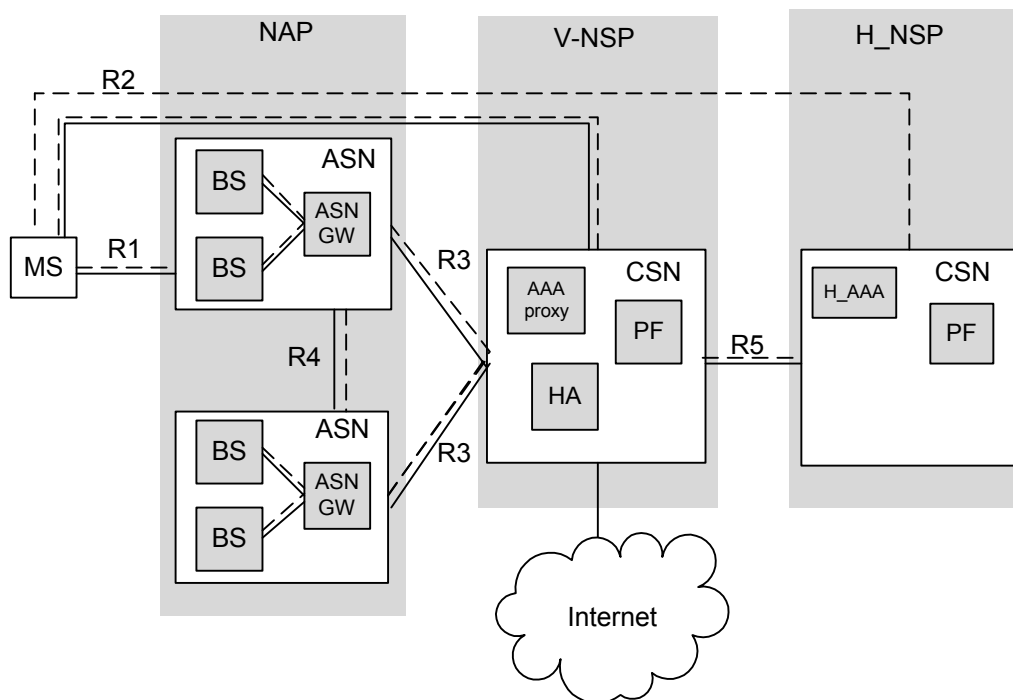 NAP
V-NSP
H_NSP
R2
ASN
BS
ASN
GW
BS
MS
R1
R3
CSN
AAA
proxy
PF
HA
CSN
H_AAA
PF
R5
R4
ASN
BS
ASN
GW
BS
R3
Internet